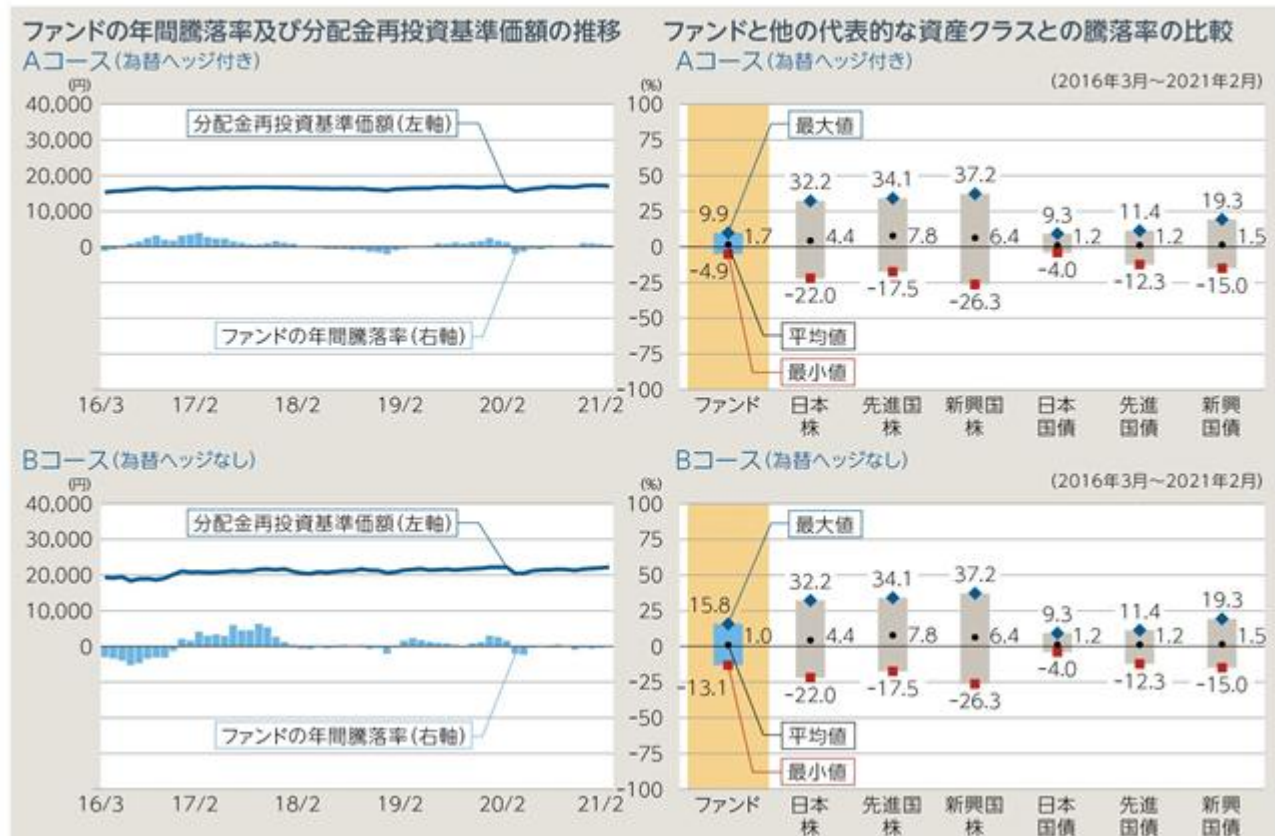 ファンドの年間騰落率及び分配金再投資基準価額の推移
Aコース(為替ヘッジ付き)
(円)
40,000
30,000
20,000
10,000
0
分配金再投資基準価額(左軸)
ファンドの年間騰落率(右軸)
(%)
100
75
50
25
0
-25
-50
-75
-100
16/3 17/2 18/2 19/2 20/2 21/2
ファンドと他の代表的な資産クラスとの騰落率の比較
Aコース(為替ヘッジ付き)
(2016年3月～2021年2月)
最大値
平均値
最小値
9.9 32.2 34.1 37.2 9.3 11.4 19.3
1.7 4.4 7.8 6.4 1.2 1.2 1.5
-4.9 -22.0 -17.5 -26.3 -4.0 -12.3 -15.0
ファンド 日本 先進国 新興国 日本 先進 新興
株 株 株 国債 国債 国債
Bコース(為替ヘッジなし)
(円)
40,000
30,000
20,000
10,000
0
分配金再投資基準価額(左軸)
ファンドの年間騰落率(右軸)
(%)
100
75
50
25
0
-25
-50
-75
-100
16/3 17/2 18/2 19/2 20/2 21/2
Bコース(為替ヘッジなし)
(2016年3月～2021年2月)
最大値
平均値
最小値
15.8 32.2 34.1 37.2 9.3 11.4 19.3
1.0 4.4 7.8 6.4 1.2 1.2 1.5
-13.1 -22.0 -17.5 -26.3 -4.0 -12.3 -15.0
ファンド 日本 先進国 新興国 日本 先進 新興
株 株 株 国債 国債 国債